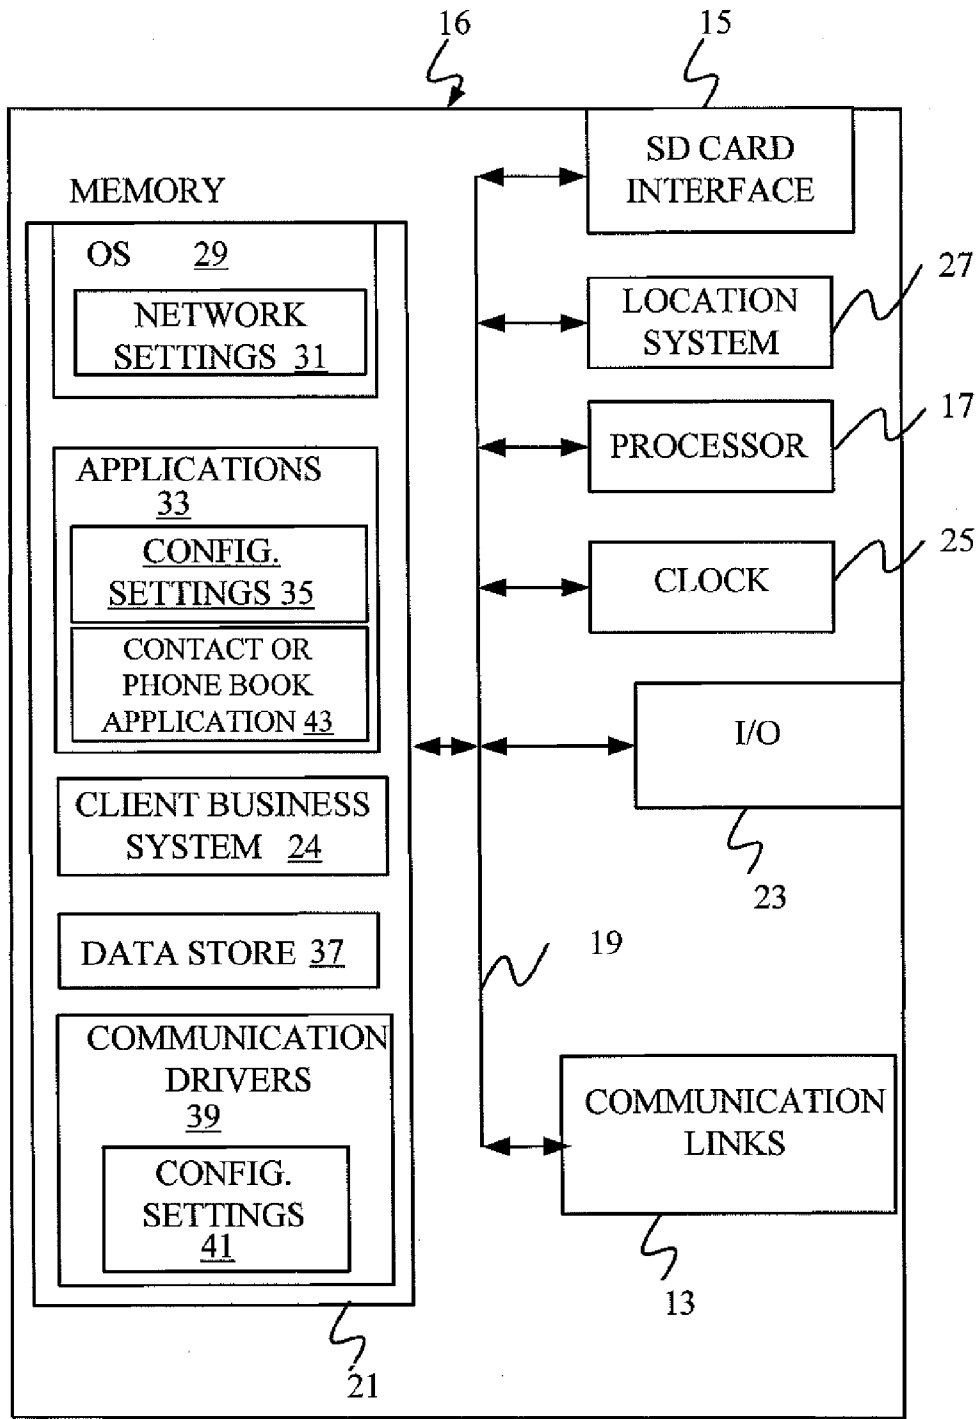 16
15
SD CARD
INTERFACE
MEMORY
OS 29
NETWORK
SETTINGS 31
27
LOCATION
SYSTEM
17
PROCESSOR
APPLICATIONS
33
CONFIG.
SETTINGS 35
25
CLOCK
CONTACT OR
PHONE BOOK
APPLICATION 43
I/O
23
CLIENT BUSINESS
SYSTEM 24
19
DATA STORE 37
COMMUNICATION
DRIVERS
39
CONFIG.
SETTINGS
41
COMMUNICATION
LINKS
13
21